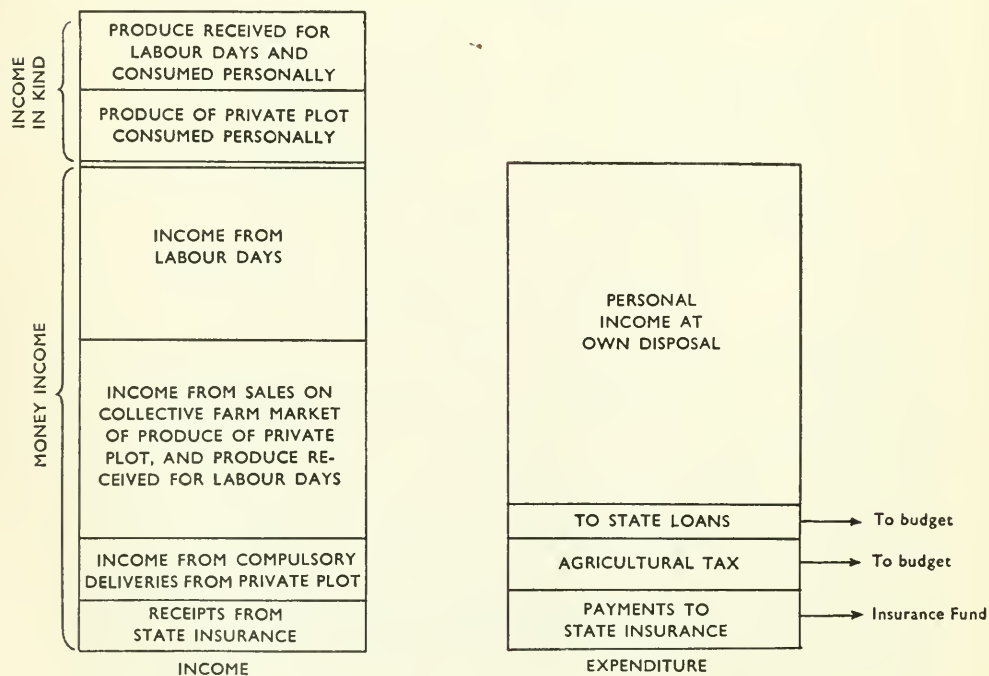 INCOME
IN KIND
PRODUCE RECEIVED FOR
LABOUR DAYS AND
CONSUMED PERSONALLY
PRODUCE OF PRIVATE PLOT
CONSUMED PERSONALLY
MONEY INCOME
INCOME FROM
LABOUR DAYS
INCOME FROM SALES ON
COLLECTIVE FARM MARKET
OF PRODUCE OF PRIVATE
PLOT, AND PRODUCE RE-
CEIVED FOR LABOUR DAYS
INCOME FROM COMPULSORY
DELIVERIES FROM PRIVATE PLOT
RECEIPTS FROM
STATE INSURANCE
INCOME
PERSONAL
INCOME AT
OWN DISPOSAL
TO STATE LOANS
To budget
AGRICULTURAL TAX
To budget
PAYMENTS TO
STATE INSURANCE
Insurance Fund
EXPENDITURE